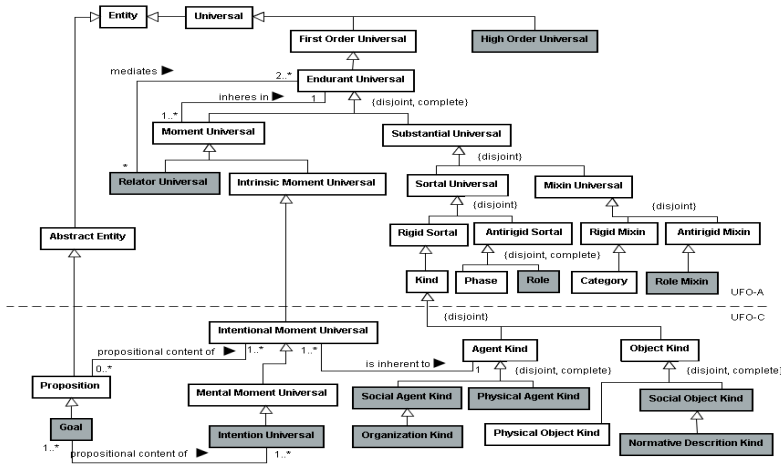 Entity
Universal
First Order Universal
High Order Universal
mediates
2..*
Endurant Universal
inheres in
1
{disjoint, complete}
1..*
Moment Universal
Substantial Universal
{disjoint}
*
Relator Universal
Intrinsic Moment Universal
Sortal Universal
Mixin Universal
{disjoint}
{disjoint}
Abstract Entity
Rigid Sortal
Antirigid Sortal
Rigid Mixin
Antirigid Mixin
{disjoint, complete}
Kind
Phase
Role
Category
Role Mixin
UFO-A
UFO-C
{disjoint}
Intentional Moment Universal
propositional content of
1..*
1..*
Agent Kind
Object Kind
is inherent to
1
{disjoint, complete}
{disjoint, complete}
0..*
Proposition
Mental Moment Universal
Social Agent Kind
Physical Agent Kind
Social Object Kind
Goal
Intention Universal
Organization Kind
Physical Object Kind
Normative Descrition Kind
1..*
propositional content of
1..*